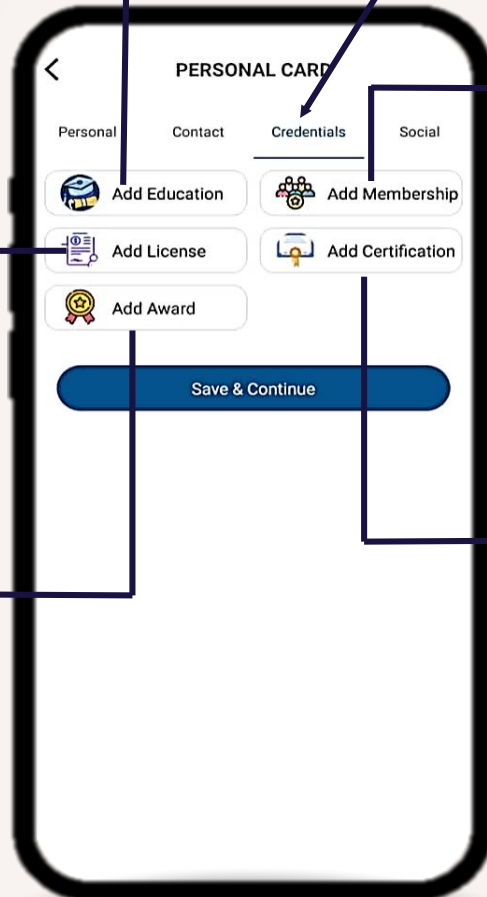 PERSONAL CARD
Personal Contact Credentials Social
Add Education Add Membership
Add License Add Certification
Add Award
Save & Continue